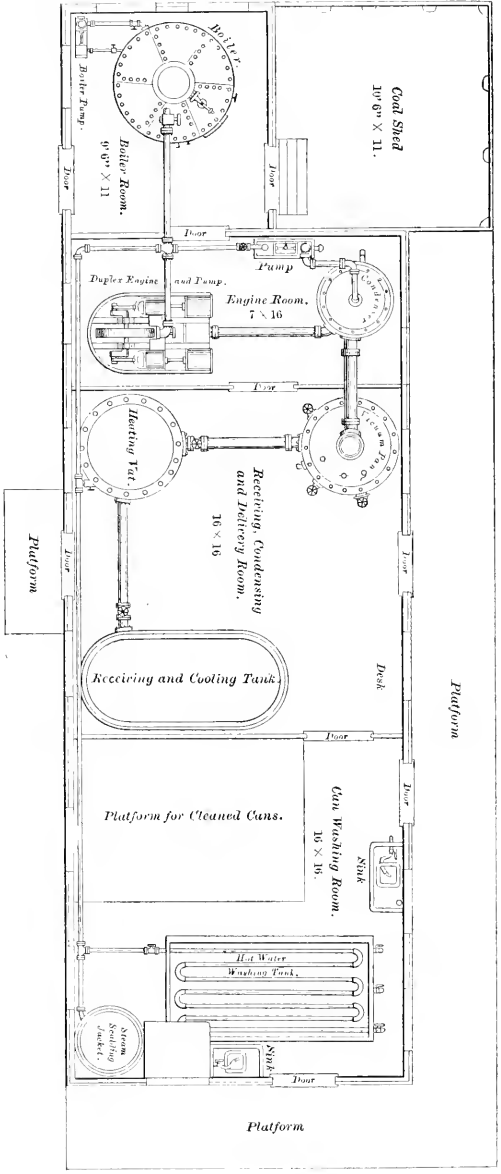 Boiler.
Boiler Pump.
Boiler Room.
9'6" × 11
Coal Shed
10'6" × 11.
Door
Door
Door
Pump
Condenser
Duplex Engine and Pump.
Engine Room.
7 × 16
Door
Heating Vat.
Vacuum Pan
Receiving, Condensing
and Delivery Room.
16 × 16
Platform
Door
Door
Receiving and Cooling Tank.
Desk
Platform
Door
Platform for Cleaned Cans.
Can Washing Room.
16 × 16.
Door
Sink
Hot Water
Washing Tank.
Steam
Scalding
Jacket.
Sink
Door
Platform